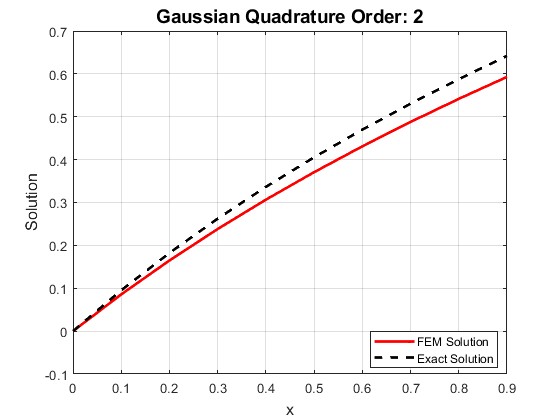 Gaussian Quadrature Order: 2
0.7
0.6
0.5
0.4
0.3
0.2
0.1
0
-0.1
Solution
FEM Solution
Exact Solution
0 0.1 0.2 0.3 0.4 0.5 0.6 0.7 0.8 0.9
x